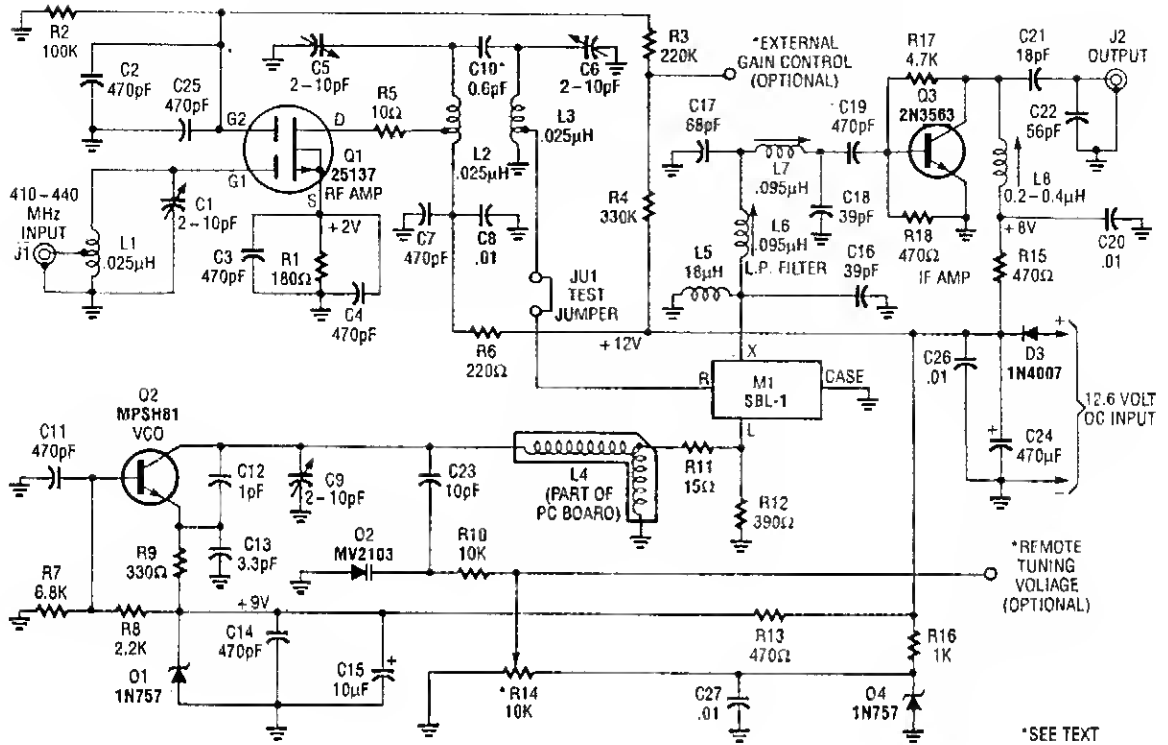 R2
100K
C2
470pF
C25
470pF
G2
G1
D
S
Q1
25137
RF AMP
C5
2-10pF
R5
10Ω
C10*
0.6pF
C6
2-10pF
L2
.025µH
L3
.025µH
R3
220K
*EXTERNAL
GAIN CONTROL
(OPTIONAL)
R4
330K
410-440
MHz
INPUT
J1
L1
.025µH
C1
2-10pF
C3
470pF
+2V
R1
180Ω
C4
470pF
C7
470pF
C8
.01
JU1
TEST
JUMPER
R6
220Ω
+12V
C17
68pF
L7
.095µH
C19
470pF
C18
39pF
L6
.095µH
L.P. FILTER
L5
18µH
C16
39pF
R17
4.7K
Q3
2N3563
R18
470Ω
IF AMP
C21
18pF
J2
OUTPUT
C22
56pF
L8
0.2-0.4µH
+8V
C20
.01
R15
470Ω
X
R
L
M1
SBL-1
CASE
C26
.01
D3
1N4007
+
12.6 VOLT
DC INPUT
+
C24
470µF
−
O2
MPSH81
VCO
C11
470pF
C12
1pF
C9
2-10pF
C23
10pF
L4
(PART OF
PC BOARD)
R11
15Ω
R12
390Ω
R9
330Ω
C13
3.3pF
O2
MV2103
R10
10K
*REMOTE
TUNING
VOLIAGE
(OPTIONAL)
R7
6.8K
R8
2.2K
+9V
O1
1N757
C14
470pF
C15
10µF
+
R13
470Ω
R16
1K
*R14
10K
C27
.01
O4
1N757
*SEE TEXT